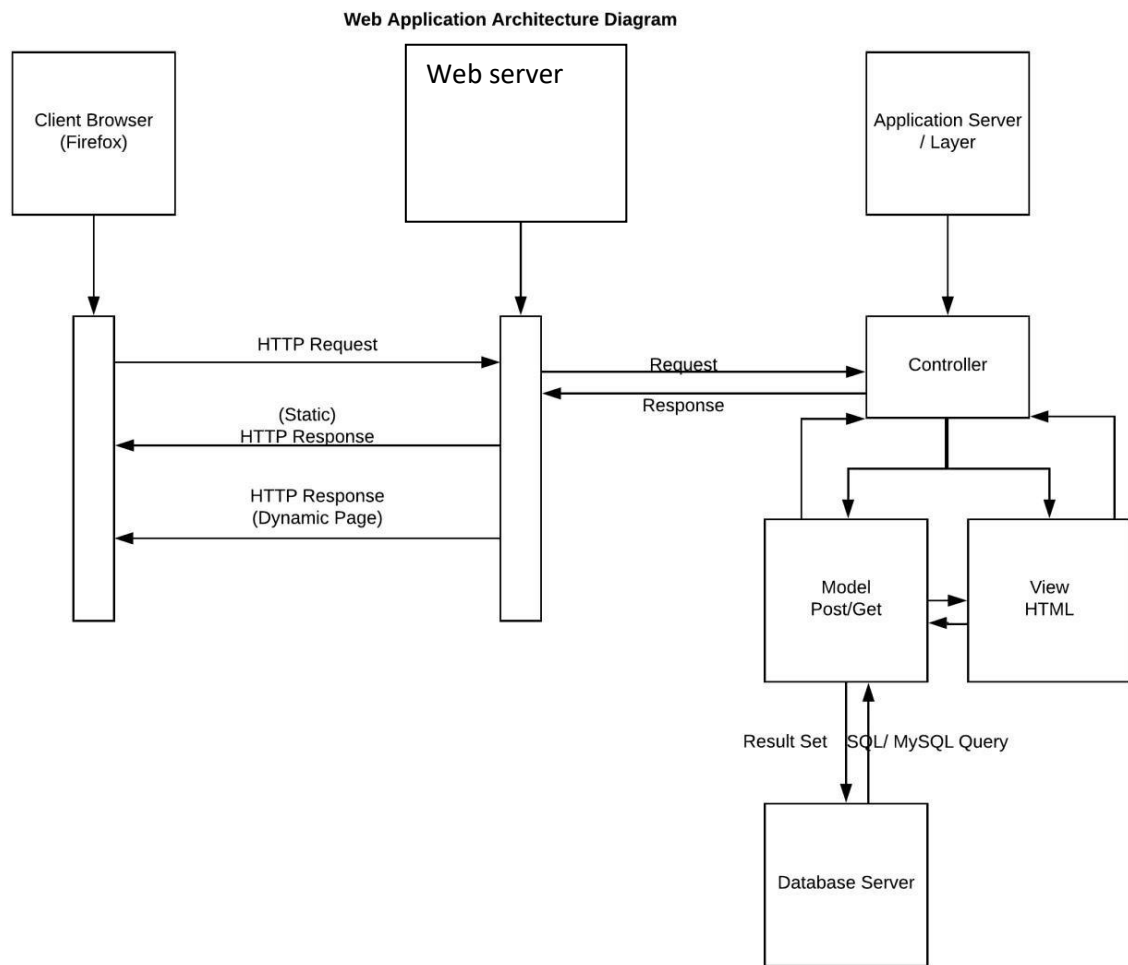 Web Application Architecture Diagram
Client Browser
(Firefox)
Web server
Application Server
/ Layer
HTTP Request
Request
Controller
Response
(Static)
HTTP Response
HTTP Response
(Dynamic Page)
Model
Post/Get
View
HTML
Result Set
SQL/ MySQL Query
Database Server